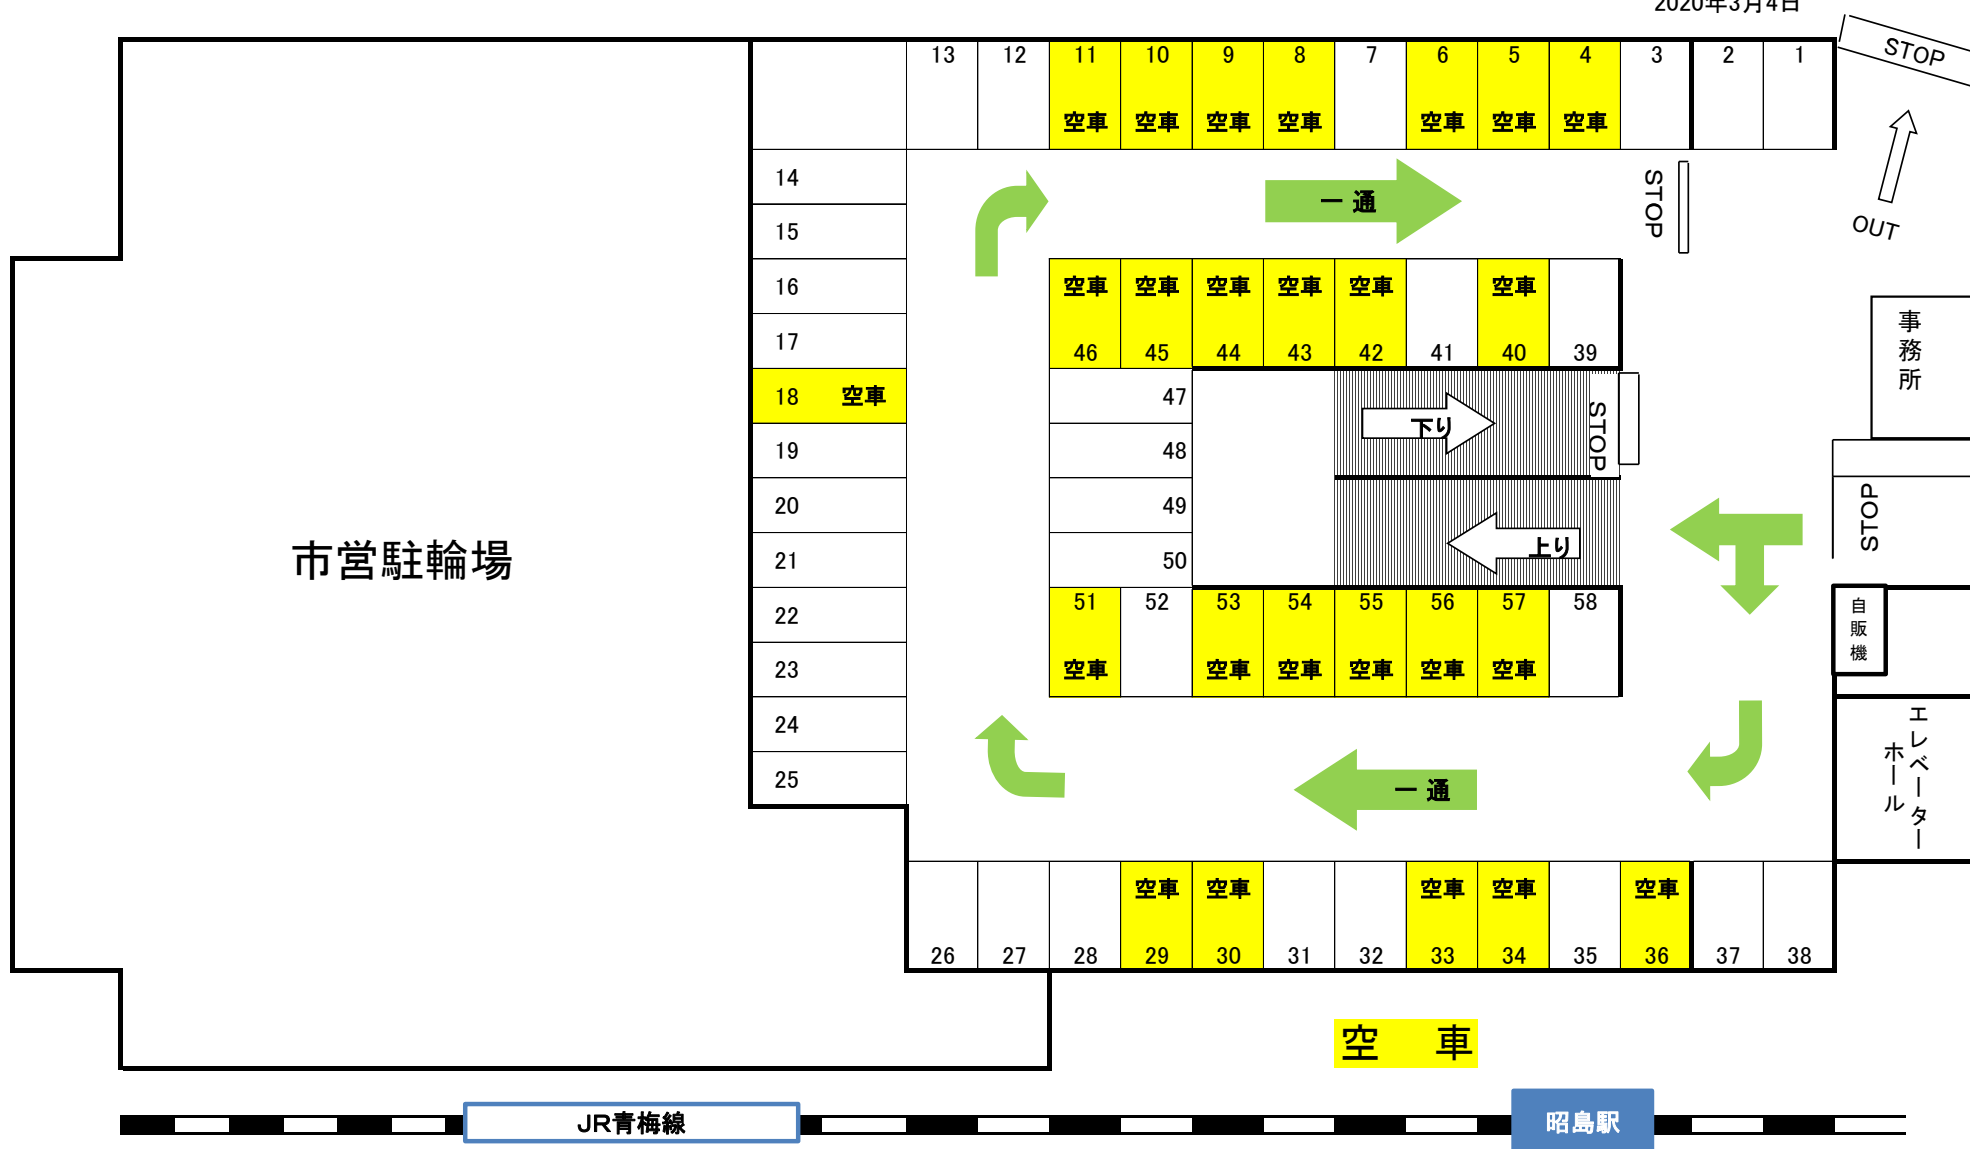 2020年3月4日
STOP
13 12 11 10 9 8 7 6 5 4 3 2 1
空車 空車 空車 空車 空車 空車 空車
14
一 通
STOP
OUT
15
16
空車 空車 空車 空車 空車 空車
17
46 45 44 43 42 41 40 39
事務所
18 空車
47
下り
STOP
19
48
20
49
STOP
21
50
上り
市営駐輪場
22
51 52 53 54 55 56 57 58
自販機
23
空車 空車 空車 空車 空車 空車
24
25
一 通
エレベーター
ホール
空車 空車 空車 空車 空車
26 27 28 29 30 31 32 33 34 35 36 37 38
空 車
JR青梅線
昭島駅